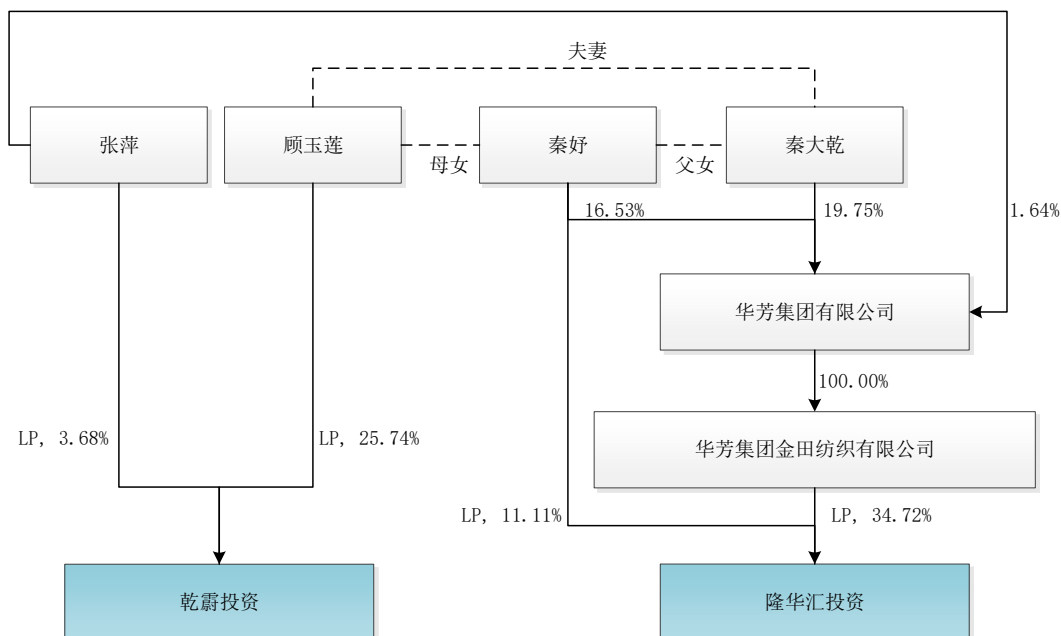 夫妻
张萍
顾玉莲
秦妤
秦大乾
母女
父女
16.53%
19.75%
1.64%
华芳集团有限公司
100.00%
华芳集团金田纺织有限公司
LP, 3.68%
LP, 25.74%
LP, 11.11%
LP, 34.72%
乾霨投资
隆华汇投资